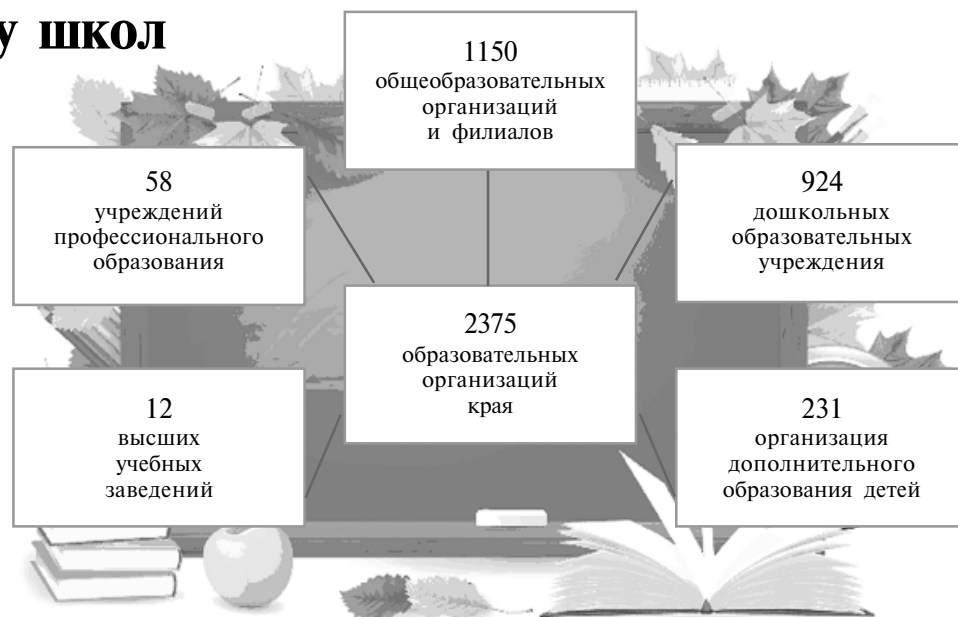 у школ
1150
общеобразовательных
организаций
и филиалов
58
учреждений
профессионального
образования
924
дошкольных
образовательных
учреждения
2375
образовательных
организаций
края
12
высших
учебных
заведений
231
организация
дополнительного
образования детей